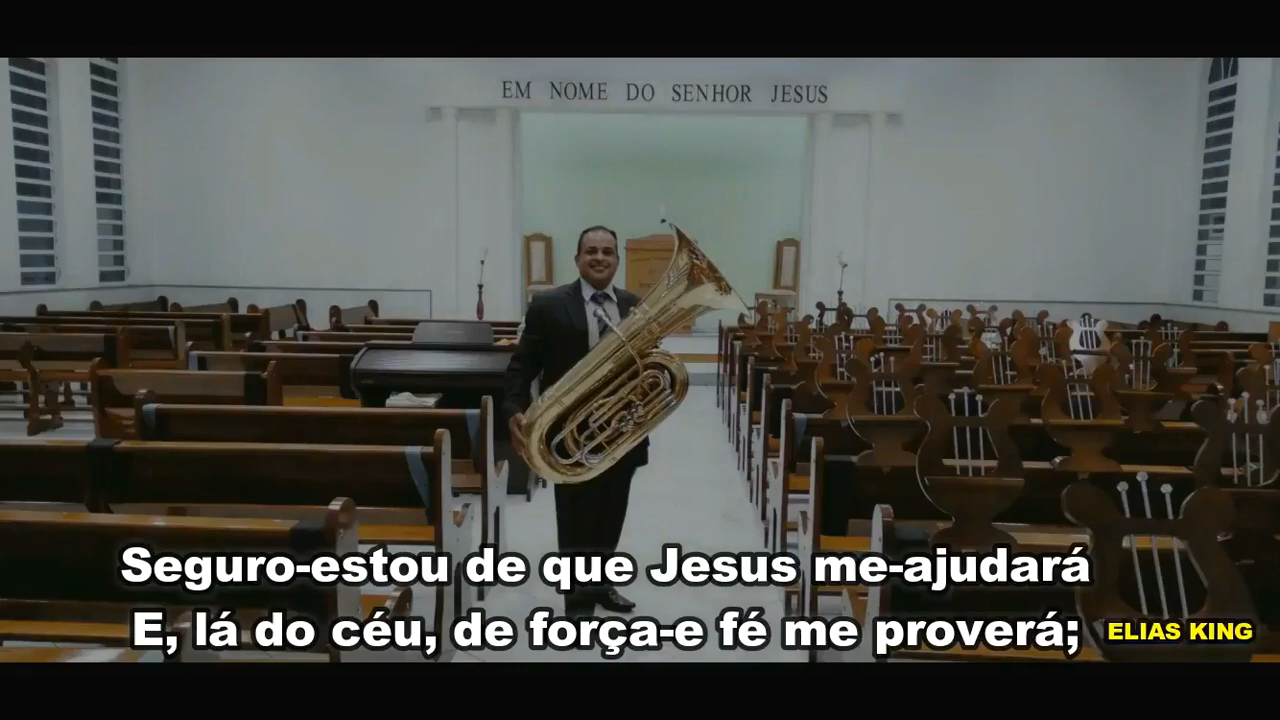 EM NOME DO SENHOR JESUS
Seguro-estou de que Jesus me-ajudará
E, lá do céu, de força-e fé me proverá;
ELIAS KING